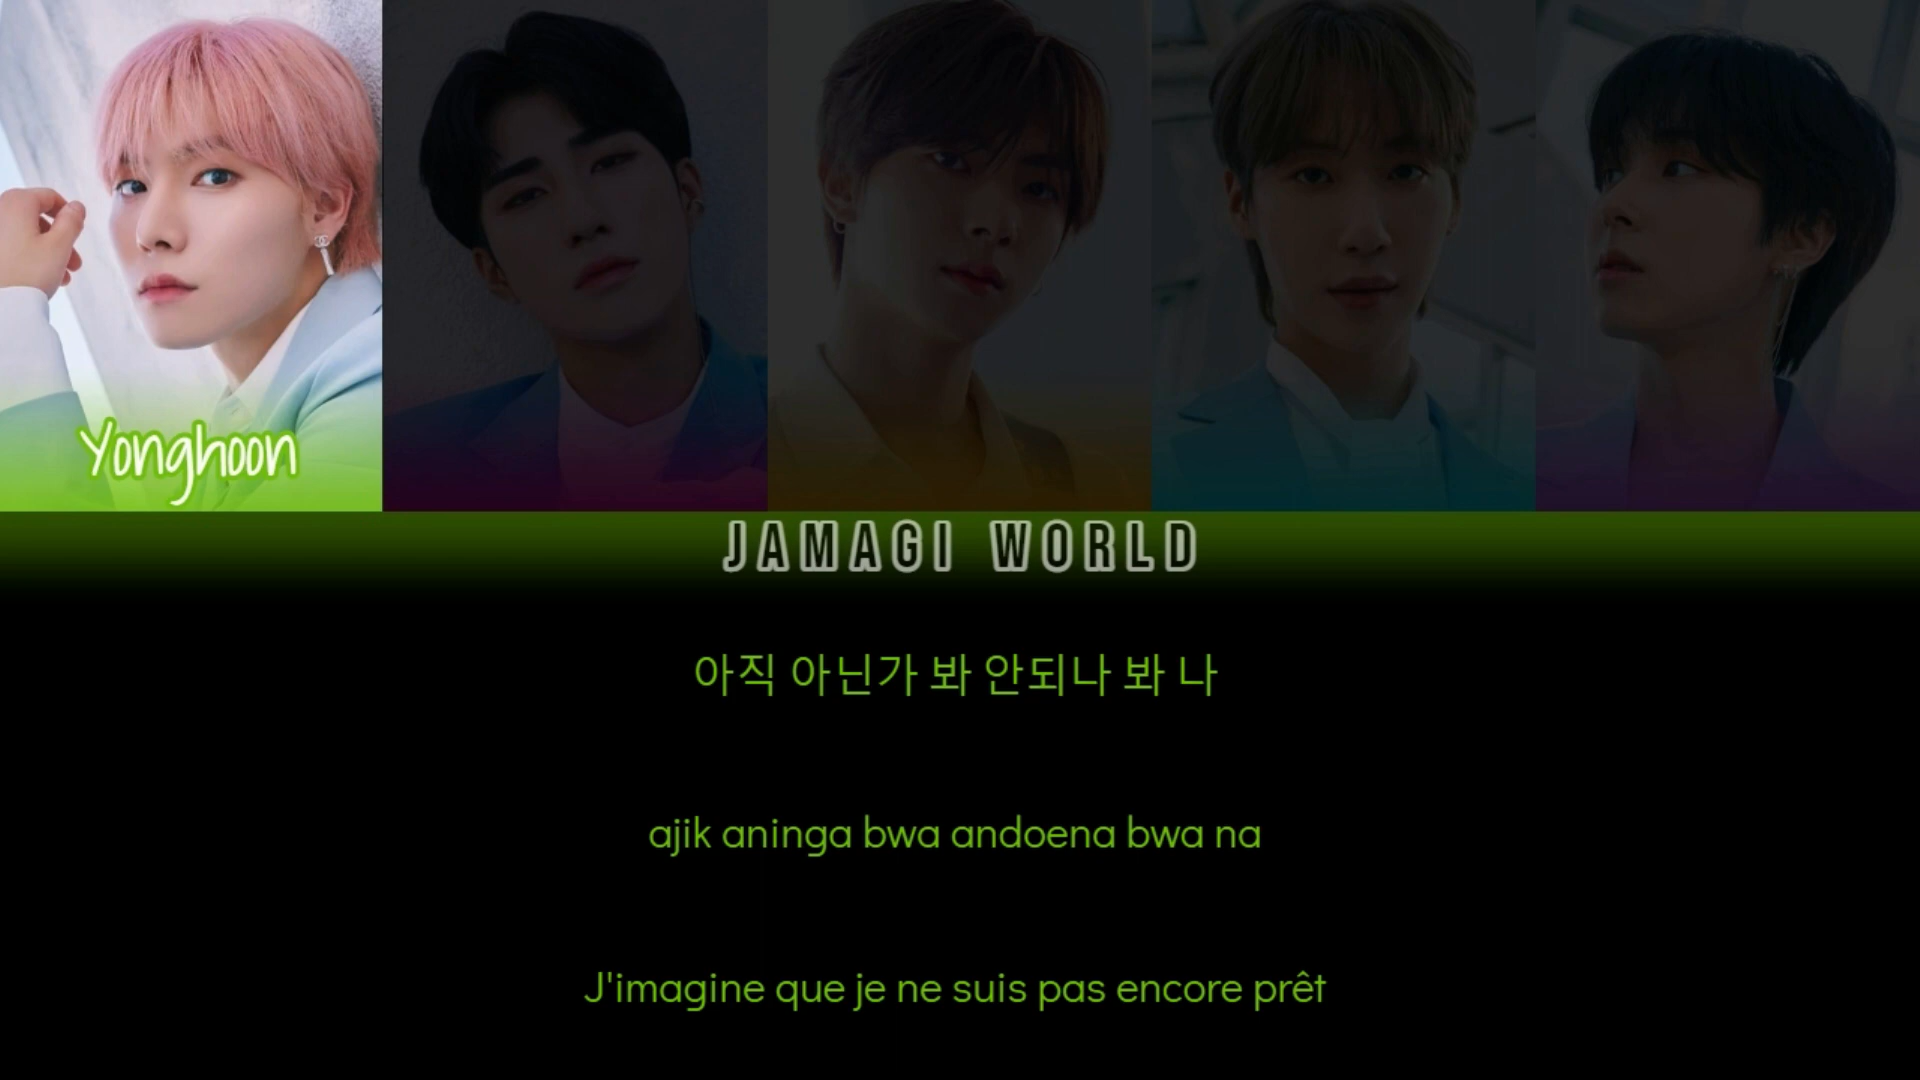 Yonghoon
JAMAGI WORLD
아직 아닌가 봐 안되나 봐 나
ajik aninga bwa andoena bwa na
J'imagine que je ne suis pas encore prêt